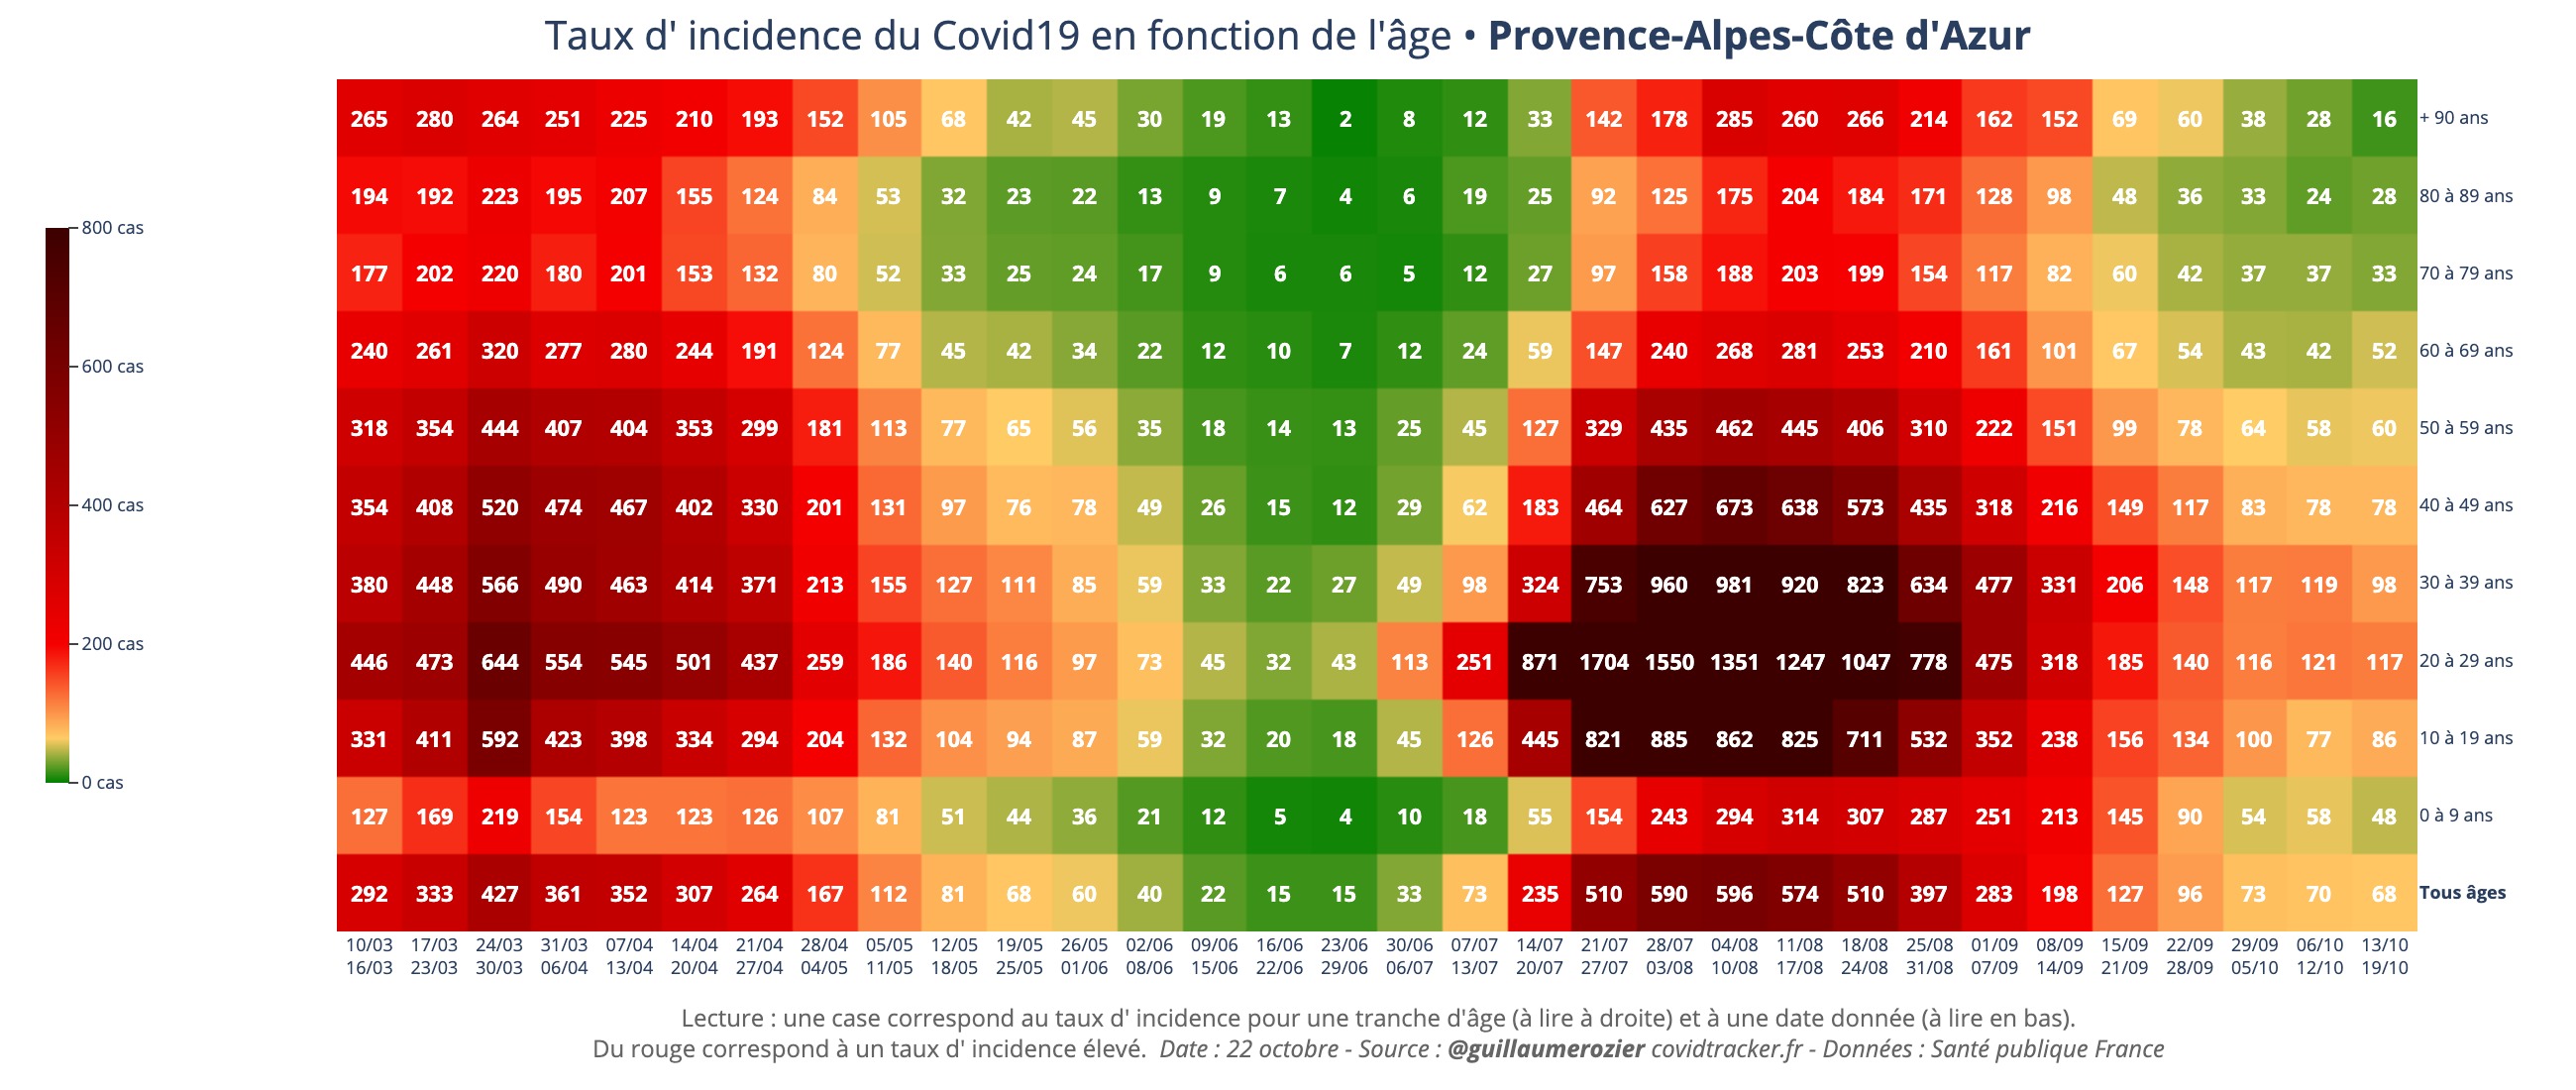 Taux d' incidence du Covid19 en fonction de l'âge • Provence-Alpes-Côte d'Azur
800 cas
600 cas
400 cas
200 cas
0 cas
265 280 264 251 225 210 193 152 105 68 42 45 30 19 13 2 8 12 33 142 178 285 260 266 214 162 152 69 60 38 28 16 + 90 ans
194 192 223 195 207 155 124 84 53 32 23 22 13 9 7 4 6 19 25 92 125 175 204 184 171 128 98 48 36 33 24 28 80 à 89 ans
177 202 220 180 201 153 132 80 52 33 25 24 17 9 6 6 5 12 27 97 158 188 203 199 154 117 82 60 42 37 37 33 70 à 79 ans
240 261 320 277 280 244 191 124 77 45 42 34 22 12 10 7 12 24 59 147 240 268 281 253 210 161 101 67 54 43 42 52 60 à 69 ans
318 354 444 407 404 353 299 181 113 77 65 56 35 18 14 13 25 45 127 329 435 462 445 406 310 222 151 99 78 64 58 60 50 à 59 ans
354 408 520 474 467 402 330 201 131 97 76 78 49 26 15 12 29 62 183 464 627 673 638 573 435 318 216 149 117 83 78 78 40 à 49 ans
380 448 566 490 463 414 371 213 155 127 111 85 59 33 22 27 49 98 324 753 960 981 920 823 634 477 331 206 148 117 119 98 30 à 39 ans
446 473 644 554 545 501 437 259 186 140 116 97 73 45 32 43 113 251 871 1704 1550 1351 1247 1047 778 475 318 185 140 116 121 117 20 à 29 ans
331 411 592 423 398 334 294 204 132 104 94 87 59 32 20 18 45 126 445 821 885 862 825 711 532 352 238 156 134 100 77 86 10 à 19 ans
127 169 219 154 123 123 126 107 81 51 44 36 21 12 5 4 10 18 55 154 243 294 314 307 287 251 213 145 90 54 58 48 0 à 9 ans
292 333 427 361 352 307 264 167 112 81 68 60 40 22 15 15 33 73 235 510 590 596 574 510 397 283 198 127 96 73 70 68 Tous âges
10/03 17/03 24/03 31/03 07/04 14/04 21/04 28/04 05/05 12/05 19/05 26/05 02/06 09/06 16/06 23/06 30/06 07/07 14/07 21/07 28/07 04/08 11/08 18/08 25/08 01/09 08/09 15/09 22/09 29/09 06/10 13/10
16/03 23/03 30/03 06/04 13/04 20/04 27/04 04/05 11/05 18/05 25/05 01/06 08/06 15/06 22/06 29/06 06/07 13/07 20/07 27/07 03/08 10/08 17/08 24/08 31/08 07/09 14/09 21/09 28/09 05/10 12/10 19/10
Lecture : une case correspond au taux d' incidence pour une tranche d'âge (à lire à droite) et à une date donnée (à lire en bas).
Du rouge correspond à un taux d' incidence élevé. Date : 22 octobre - Source : @guillaumerozier covidtracker.fr - Données : Santé publique France